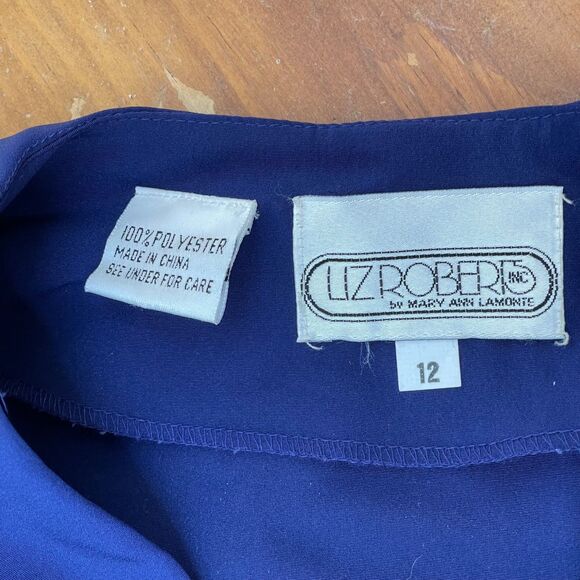 100% POLYESTER
MADE IN CHINA
SEE UNDER FOR CARE
LIZ ROBERTS INC
by MARY ANN LAMONTE
12